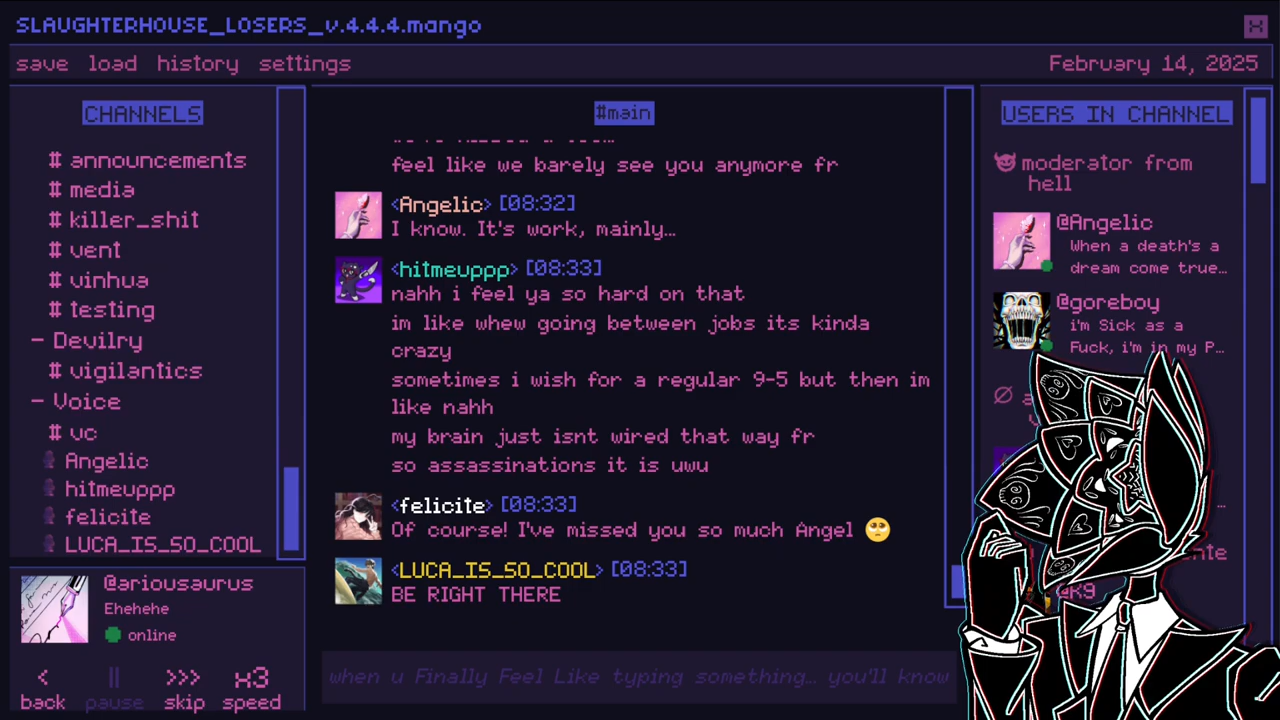 SLAUGHTERHOUSE_LOSERS_v.4.4.4.mango
x
save load history settings
February 14, 2025
CHANNELS
# announcements
# media
# killer_shit
# vent
# vinhua
# testing
- Devilry
# vigilantics
- Voice
# vc
Angelic
hitmeuppp
felicite
LUCA_IS_SO_COOL
@ariousaurus
Ehehehe
online
< || >>> x3
back pause skip speed
#main
feel like we barely see you anymore fr
<Angelic> [08:32]
I know. It's work, mainly…
<hitmeuppp> [08:33]
nahh i feel ya so hard on that
im like whew going between jobs its kinda
crazy
sometimes i wish for a regular 9-5 but then im
like nahh
my brain just isnt wired that way fr
so assassinations it is uwu
<felicite> [08:33]
Of course! I've missed you so much Angel 🥺
<LUCA_IS_SO_COOL> [08:33]
BE RIGHT THERE
when u Finally Feel Like typing something… you'll know
USERS IN CHANNEL
😈 moderator from
hell
@Angelic
When a death's a
dream come true…
@goreboy
i'm Sick as a
Fuck, i'm in my P…